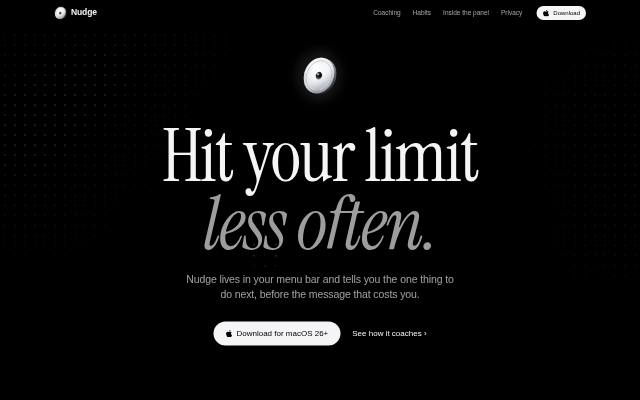 Nudge
Coaching Habits Inside the panel Privacy Download
Hit your limit
less often.
Nudge lives in your menu bar and tells you the one thing to
do next, before the message that costs you.
Download for macOS 26+ See how it coaches ›